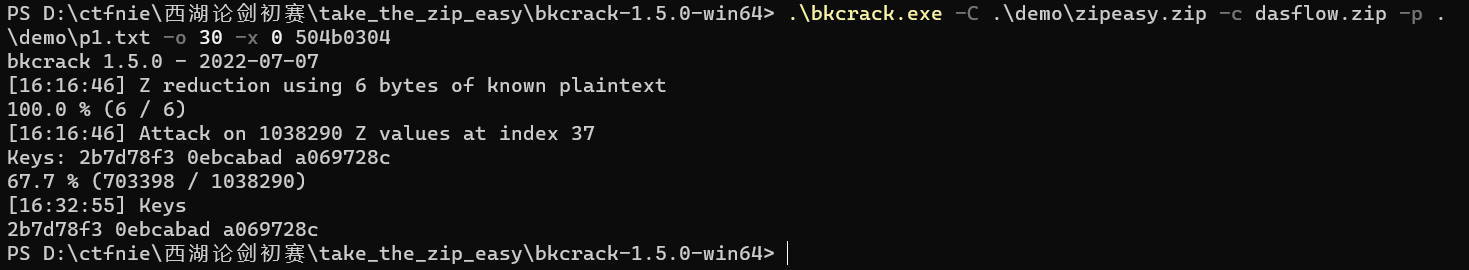 PS D:\ctfnie\西湖论剑初赛\take_the_zip_easy\bkcrack-1.5.0-win64> .\bkcrack.exe -C .\demo\zipeasy.zip -c dasflow.zip -p .
\demo\p1.txt -o 30 -x 0 504b0304
bkcrack 1.5.0 - 2022-07-07
[16:16:46] Z reduction using 6 bytes of known plaintext
100.0 % (6 / 6)
[16:16:46] Attack on 1038290 Z values at index 37
Keys: 2b7d78f3 0ebcabad a069728c
67.7 % (703398 / 1038290)
[16:32:55] Keys
2b7d78f3 0ebcabad a069728c
PS D:\ctfnie\西湖论剑初赛\take_the_zip_easy\bkcrack-1.5.0-win64>